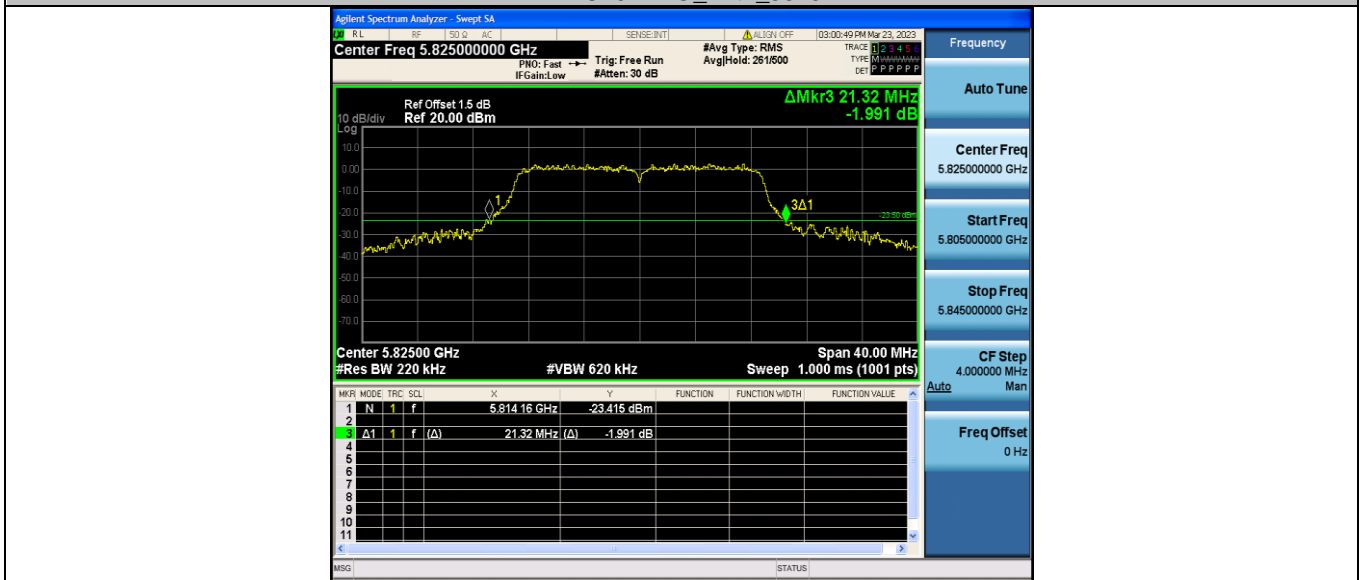 Agilent Spectrum Analyzer - Swept SA
RL RF 50 Ω AC SENSE:INT ALIGN OFF 03:00:49 PM Mar 23, 2023
Center Freq 5.825000000 GHz
PNO: Fast
IFGain:Low
Trig: Free Run
#Atten: 30 dB
#Avg Type: RMS
Avg|Hold: 261/500
TRACE 1 2 3 4 5 6
TYPE M
DET P P P P P P
ΔMkr3 21.32 MHz
-1.991 dB
Ref Offset 1.5 dB
10 dB/div Ref 20.00 dBm
Log
10.0
0.00
-10.0
-20.0
-30.0
-40.0
-50.0
-60.0
-70.0
1
3Δ1
-23.50 dBm
Center 5.82500 GHz Span 40.00 MHz
#Res BW 220 kHz #VBW 620 kHz Sweep 1.000 ms (1001 pts)
MKR MODE TRC SCL X Y FUNCTION FUNCTION WIDTH FUNCTION VALUE
1 N 1 f 5.814 16 GHz -23.415 dBm
2
3 Δ1 1 f (Δ) 21.32 MHz (Δ) -1.991 dB
4
5
6
7
8
9
10
11
MSG STATUS
Frequency
Auto Tune
Center Freq
5.825000000 GHz
Start Freq
5.805000000 GHz
Stop Freq
5.845000000 GHz
CF Step
4.000000 MHz
Auto Man
Freq Offset
0 Hz